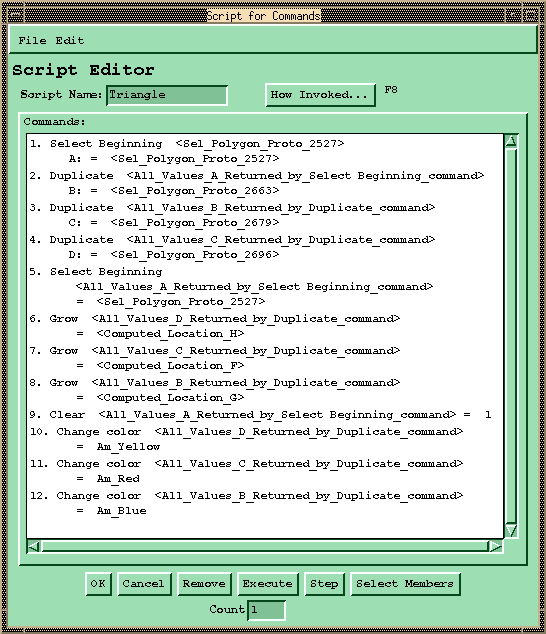 Script for Commands
File Edit
Script Editor
Script Name: Triangle How Invoked... F8
Commands:
1. Select Beginning <Sel_Polygon_Proto_2527>
A: = <Sel_Polygon_Proto_2527>
2. Duplicate <All_Values_A_Returned_by_Select Beginning_command>
B: = <Sel_Polygon_Proto_2663>
3. Duplicate <All_Values_B_Returned_by_Duplicate_command>
C: = <Sel_Polygon_Proto_2679>
4. Duplicate <All_Values_C_Returned_by_Duplicate_command>
D: = <Sel_Polygon_Proto_2696>
5. Select Beginning
<All_Values_A_Returned_by_Select Beginning_command>
= <Sel_Polygon_Proto_2527>
6. Grow <All_Values_D_Returned_by_Duplicate_command>
= <Computed_Location_H>
7. Grow <All_Values_C_Returned_by_Duplicate_command>
= <Computed_Location_F>
8. Grow <All_Values_B_Returned_by_Duplicate_command>
= <Computed_Location_G>
9. Clear <All_Values_A_Returned_by_Select Beginning_command> = 1
10. Change color <All_Values_D_Returned_by_Duplicate_command>
= Am_Yellow
11. Change color <All_Values_C_Returned_by_Duplicate_command>
= Am_Red
12. Change color <All_Values_B_Returned_by_Duplicate_command>
= Am_Blue
OK Cancel Remove Execute Step Select Members
Count 1